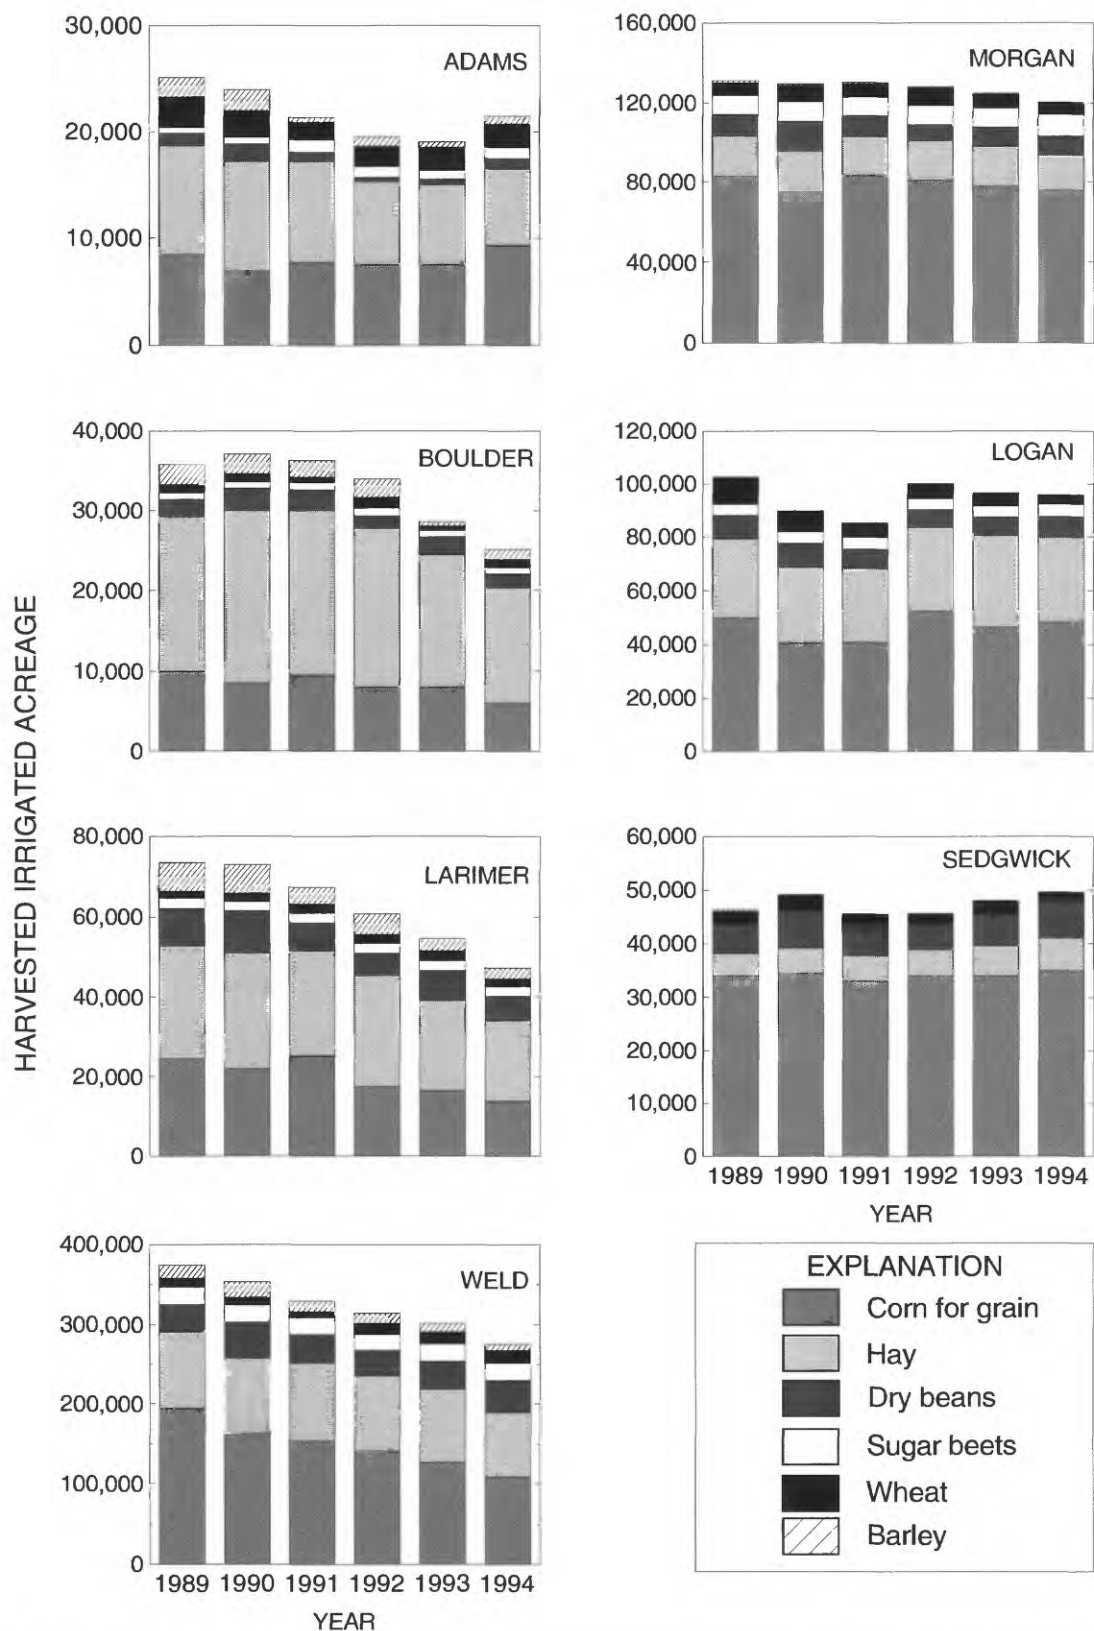 HARVESTED IRRIGATED ACREAGE
30,000
20,000
10,000
0
ADAMS
40,000
30,000
20,000
10,000
0
BOULDER
80,000
60,000
40,000
20,000
0
LARIMER
400,000
300,000
200,000
100,000
0
WELD
1989 1990 1991 1992 1993 1994
YEAR
160,000
120,000
80,000
40,000
0
MORGAN
120,000
100,000
80,000
60,000
40,000
20,000
0
LOGAN
60,000
50,000
40,000
30,000
20,000
10,000
0
SEDGWICK
1989 1990 1991 1992 1993 1994
YEAR
EXPLANATION
Corn for grain
Hay
Dry beans
Sugar beets
Wheat
Barley